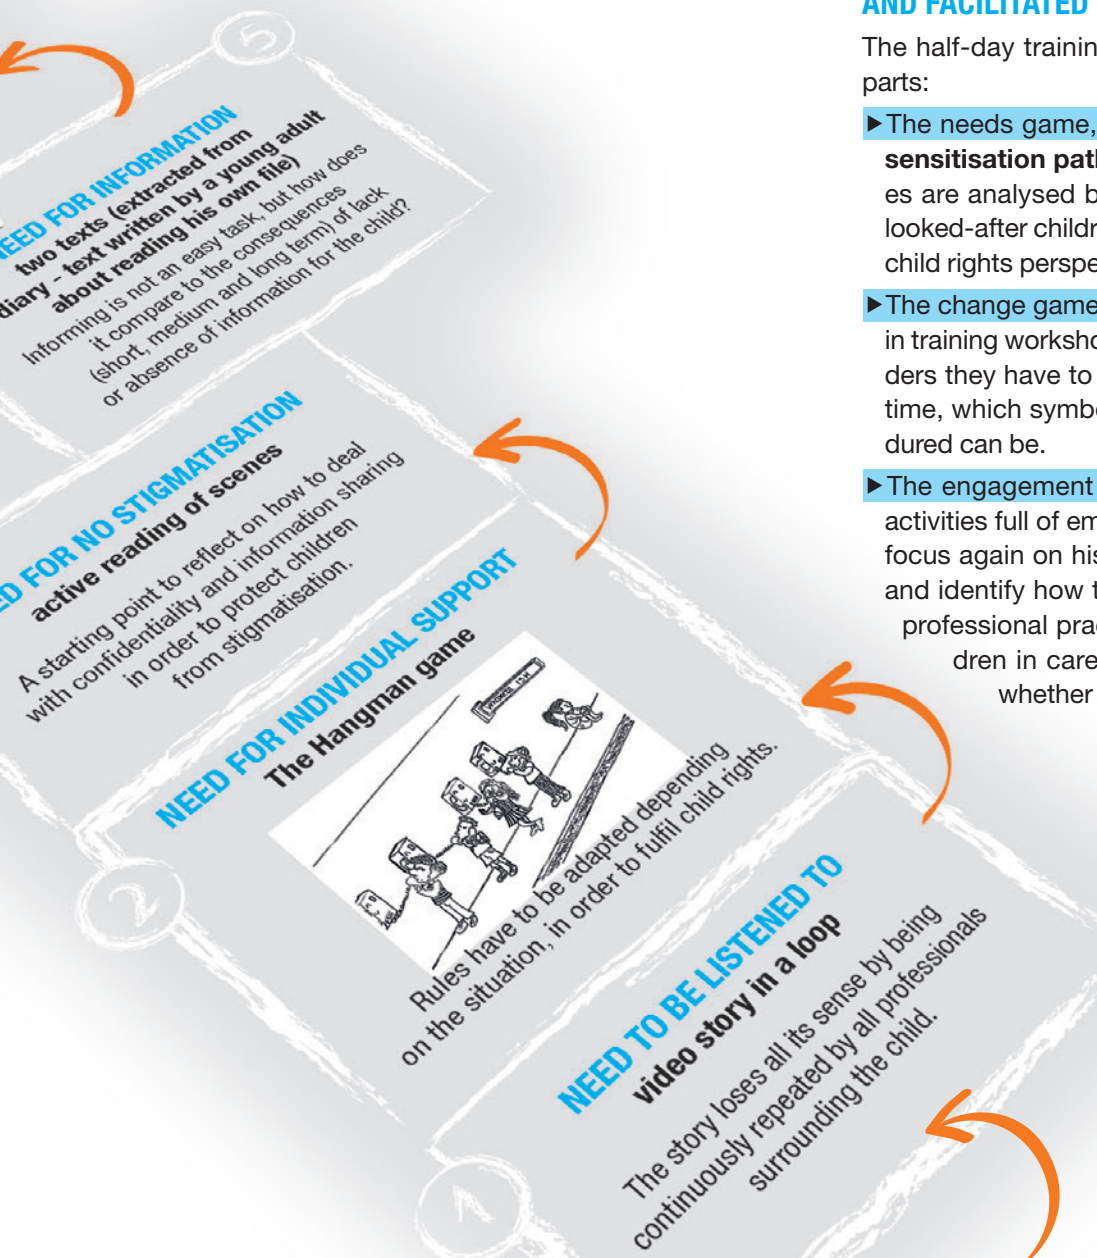 5
NEED FOR INFORMATION
two texts (extracted from
diary - text written by a young adult
about reading his own file)
Informing is not an easy task, but how does
it compare to the consequences
(short, medium and long term) of lack
or absence of information for the child?
FOR NO STIGMATISATION
active reading of scenes
A starting point to reflect on how to deal
with confidentiality and information sharing
in order to protect children
from stigmatisation.
NEED FOR INDIVIDUAL SUPPORT
The Hangman game
Rules have to be adapted depending
on the situation, in order to fulfil child rights.
2
NEED TO BE LISTENED TO
video story in a loop
The story loses all its sense by being
continuously repeated by all professionals
surrounding the child.
1
AND FACILITATED
The half-day trainin
parts:
▶The needs game,
sensitisation pat
es are analysed b
looked-after childr
child rights perspe
▶The change game
in training worksho
ders they have to
time, which symb
dured can be.
▶The engagement
activities full of em
focus again on his
and identify how t
professional prac
dren in care
whether